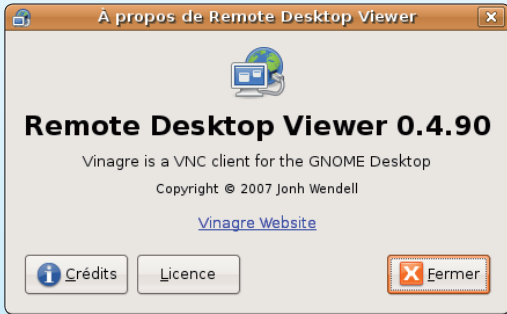 À propos de Remote Desktop Viewer
Remote Desktop Viewer 0.4.90
Vinagre is a VNC client for the GNOME Desktop
Copyright © 2007 Jonh Wendell
Vinagre Website
Crédits
Licence
Fermer